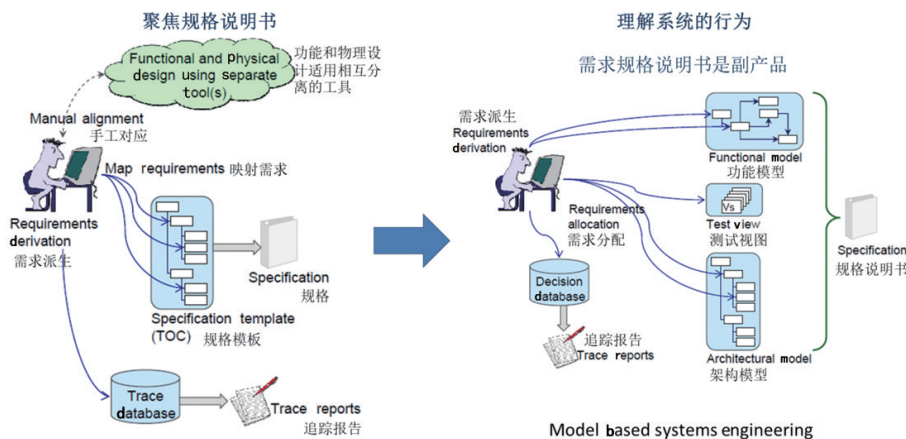 聚焦规格说明书
Functional and physical
design using separate
tool(s)
功能和物理设
计适用相互分
离的工具
Manual alignment
手工对应
Map requirements 映射需求
Requirements
derivation
需求派生
Specification
规格
Specification template
(TOC) 规格模板
Trace
database
Trace reports
追踪报告
理解系统的行为
需求规格说明书是副产品
需求派生
Requirements
derivation
Functional model
功能模型
Requirements
allocation
需求分配
Vs
Test view
测试视图
Specification
规格说明书
Decision
database
追踪报告
Trace reports
Architectural model
架构模型
Model based systems engineering